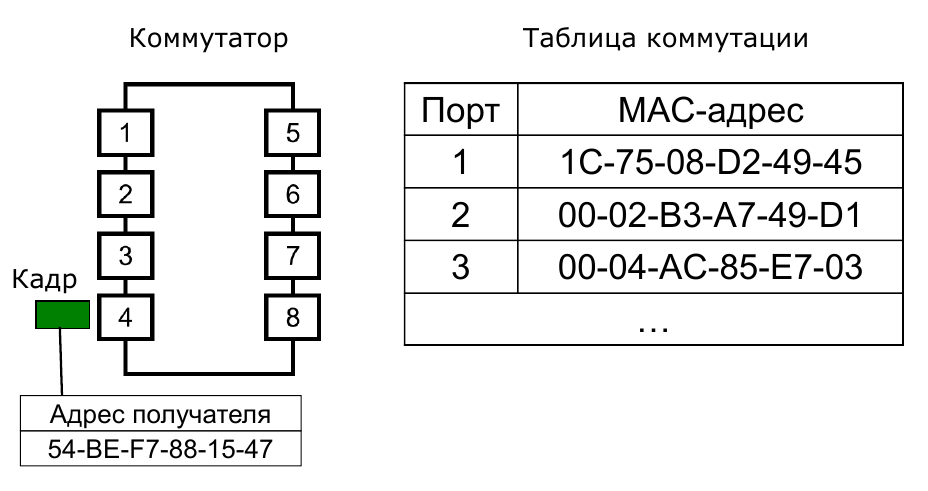 Коммутатор
Таблица коммутации
1
2
3
4
5
6
7
8
Кадр
Адрес получателя
54-BE-F7-88-15-47
Порт MAC-адрес
1 1C-75-08-D2-49-45
2 00-02-B3-A7-49-D1
3 00-04-AC-85-E7-03
...